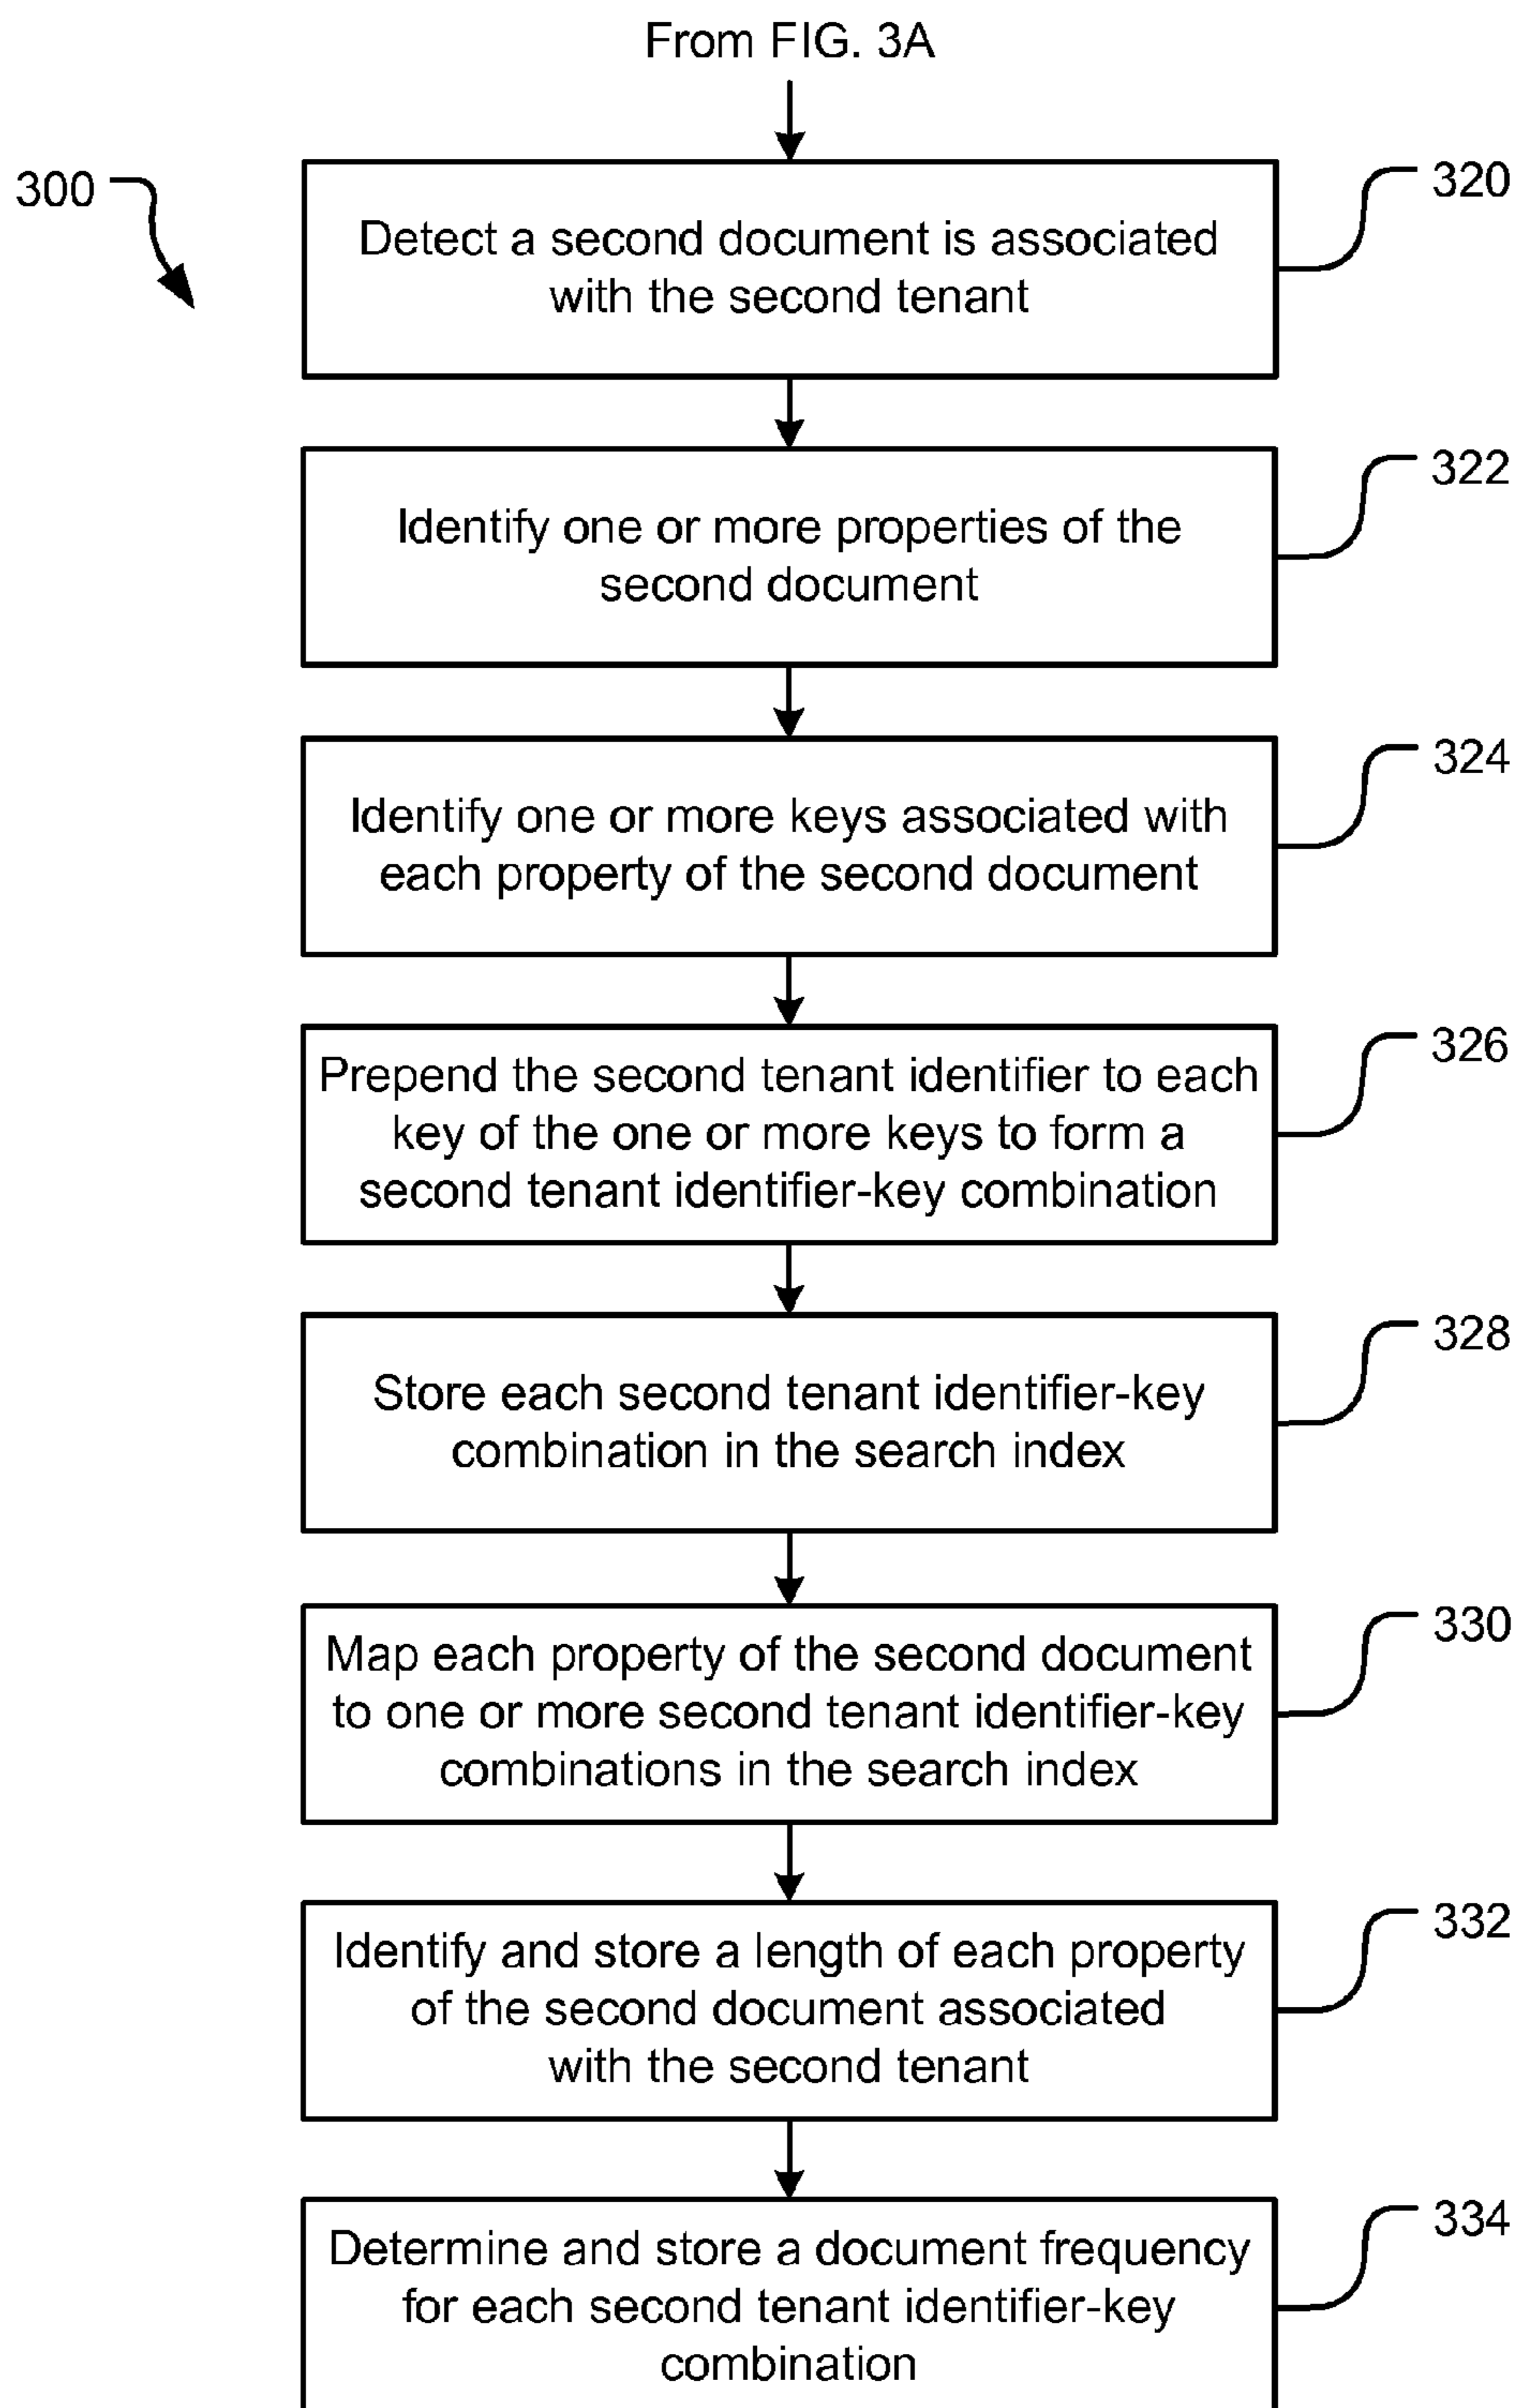 From FIG. 3A
300
Detect a second document is associated
with the second tenant
320
Identify one or more properties of the
second document
322
Identify one or more keys associated with
each property of the second document
324
Prepend the second tenant identifier to each
key of the one or more keys to form a
second tenant identifier-key combination
326
Store each second tenant identifier-key
combination in the search index
328
Map each property of the second document
to one or more second tenant identifier-key
combinations in the search index
330
Identify and store a length of each property
of the second document associated
with the second tenant
332
Determine and store a document frequency
for each second tenant identifier-key
combination
334